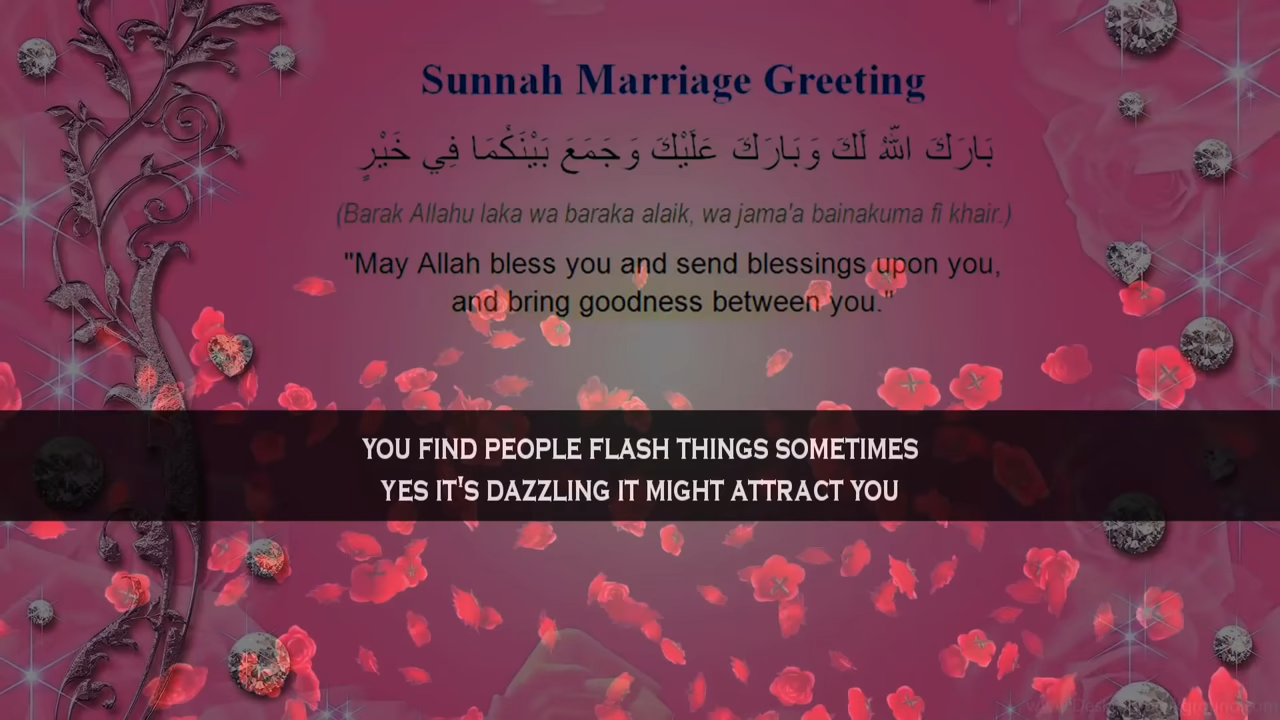 Sunnah Marriage Greeting
بَارَكَ اللهُ لَكَ وَبَارَكَ عَلَيْكَ وَجَمَعَ بَيْنَكُمَا فِي خَيْرٍ
(Barak Allahu laka wa baraka alaik, wa jama'a bainakuma fi khair.)
"May Allah bless you and send blessings upon you,
and bring goodness between you."
YOU FIND PEOPLE FLASH THINGS SOMETIMES
YES IT'S DAZZLING IT MIGHT ATTRACT YOU